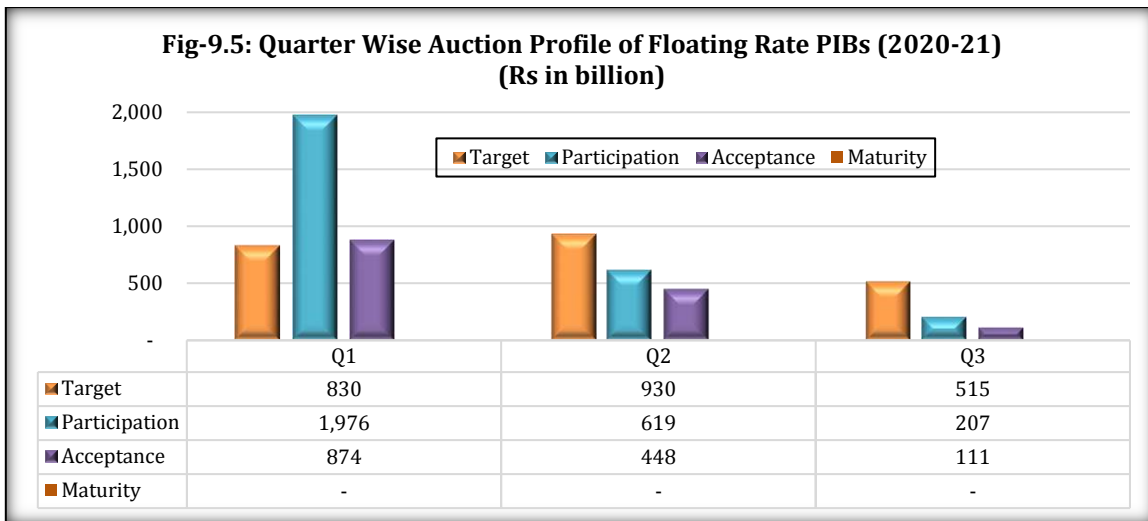 Fig-9.5: Quarter Wise Auction Profile of Floating Rate PIBs (2020-21)
(Rs in billion)
2,000
1,500
1,000
500
-
Target Participation Acceptance Maturity
Q1 Q2 Q3
Target 830 930 515
Participation 1,976 619 207
Acceptance 874 448 111
Maturity - - -